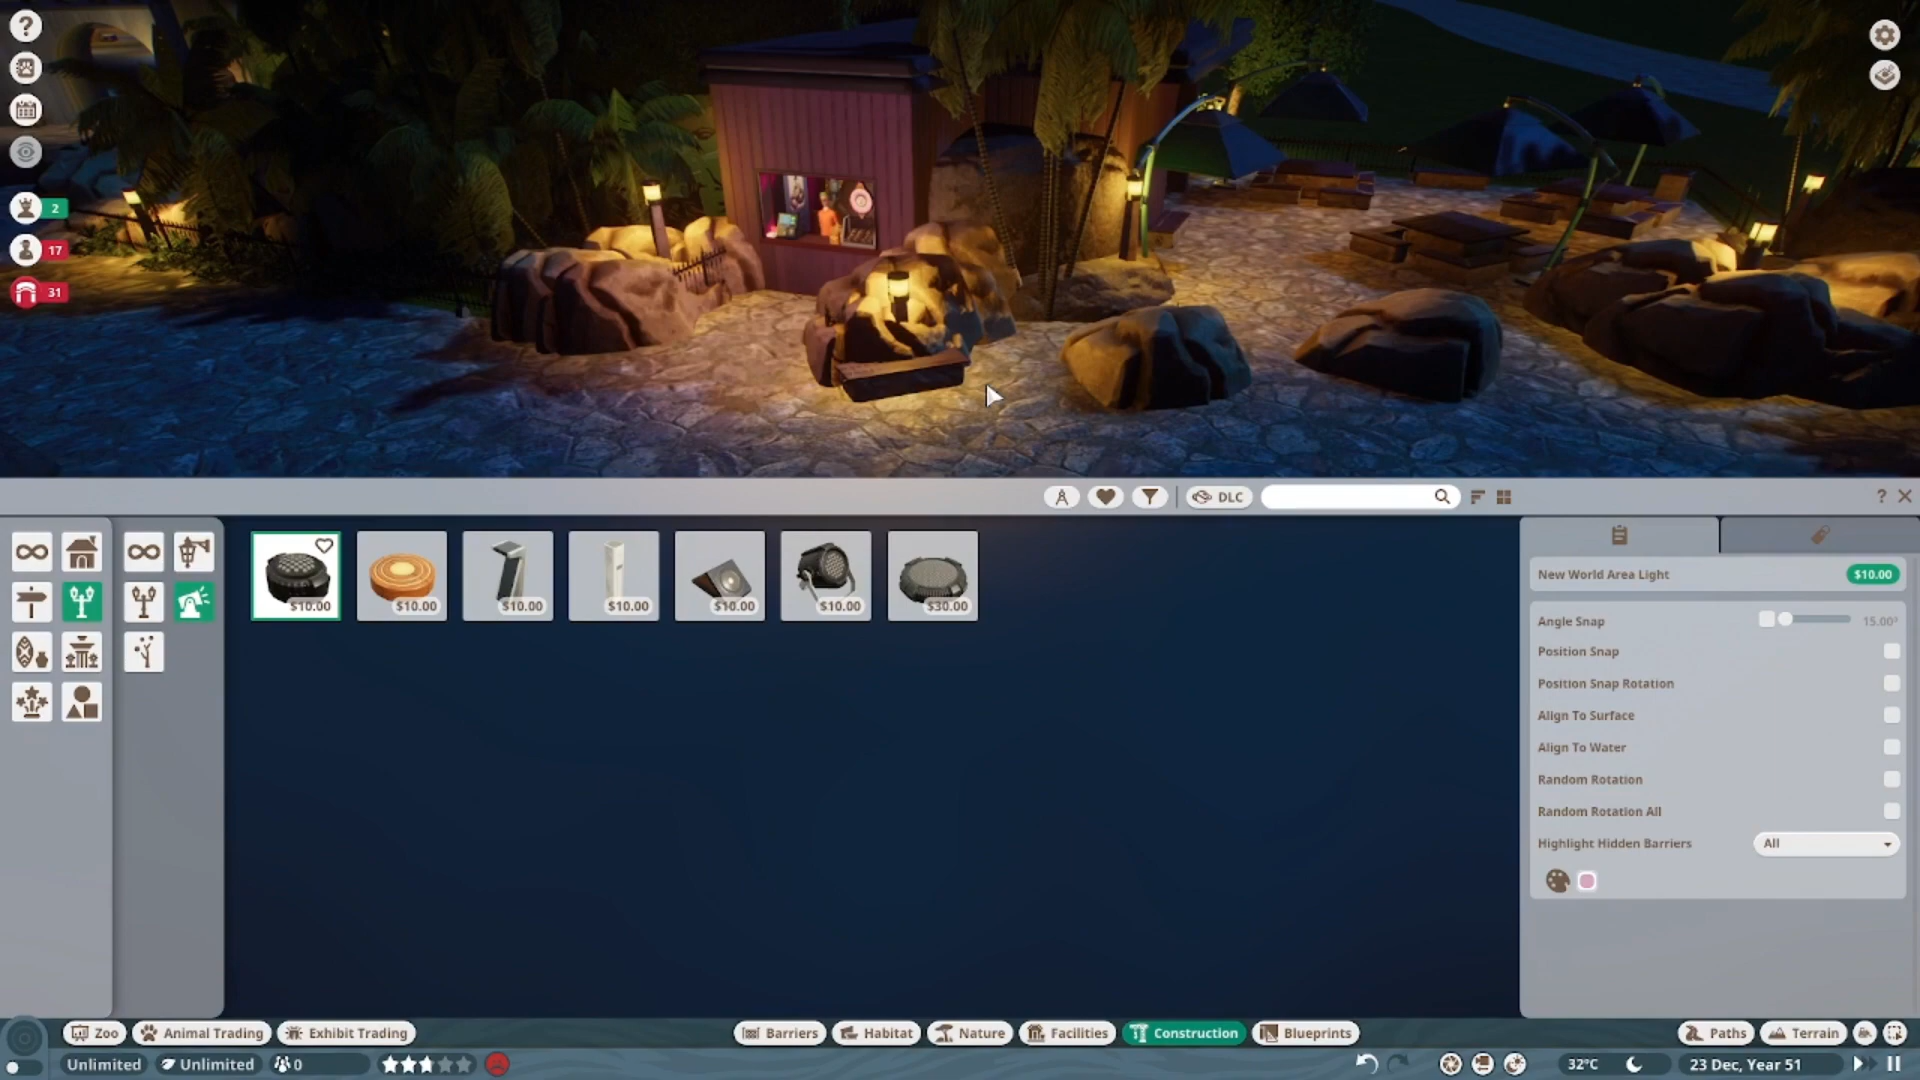 2
17
31
DLC
?
$10.00
$10.00
$10.00
$10.00
$10.00
$10.00
$30.00
New World Area Light $10.00
Angle Snap 15.00°
Position Snap
Position Snap Rotation
Align To Surface
Align To Water
Random Rotation
Random Rotation All
Highlight Hidden Barriers All
Zoo Animal Trading Exhibit Trading Barriers Habitat Nature Facilities Construction Blueprints Paths Terrain
Unlimited Unlimited 0 32°C 23 Dec, Year 51